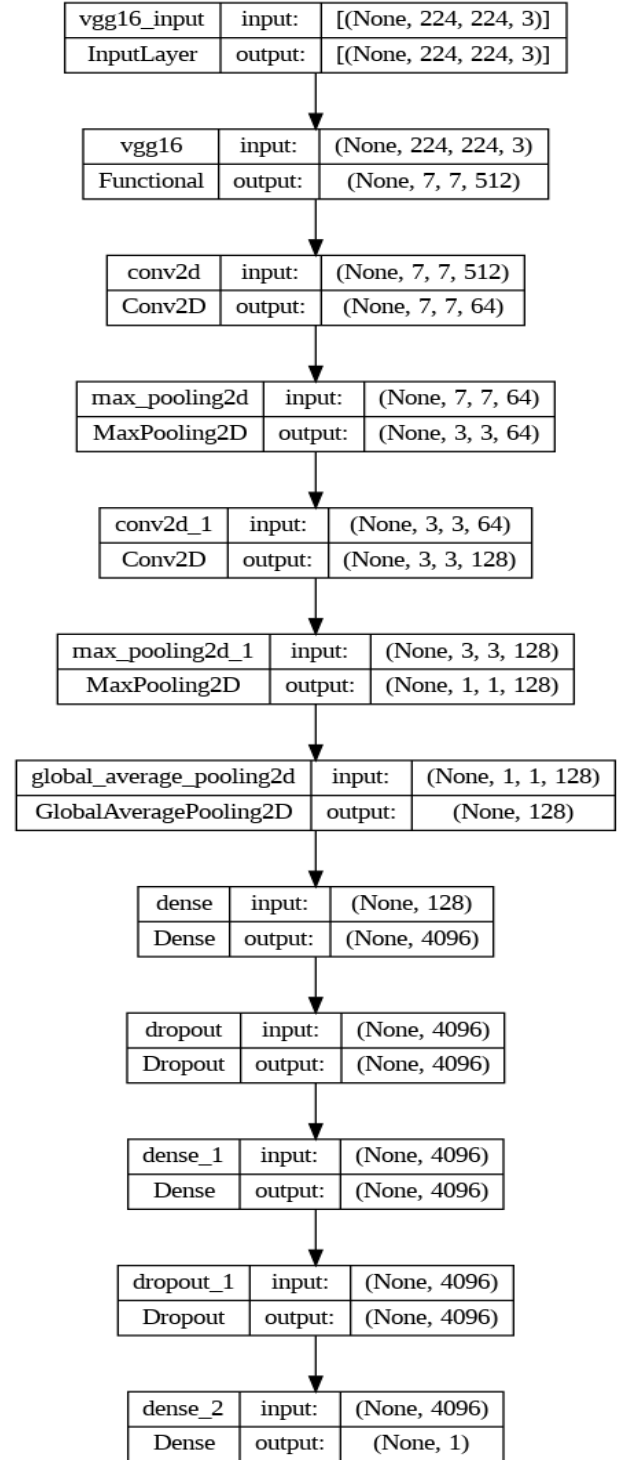 vgg16_input input: [(None, 224, 224, 3)]
InputLayer output: [(None, 224, 224, 3)]
vgg16 input: (None, 224, 224, 3)
Functional output: (None, 7, 7, 512)
conv2d input: (None, 7, 7, 512)
Conv2D output: (None, 7, 7, 64)
max_pooling2d input: (None, 7, 7, 64)
MaxPooling2D output: (None, 3, 3, 64)
conv2d_1 input: (None, 3, 3, 64)
Conv2D output: (None, 3, 3, 128)
max_pooling2d_1 input: (None, 3, 3, 128)
MaxPooling2D output: (None, 1, 1, 128)
global_average_pooling2d input: (None, 1, 1, 128)
GlobalAveragePooling2D output: (None, 128)
dense input: (None, 128)
Dense output: (None, 4096)
dropout input: (None, 4096)
Dropout output: (None, 4096)
dense_1 input: (None, 4096)
Dense output: (None, 4096)
dropout_1 input: (None, 4096)
Dropout output: (None, 4096)
dense_2 input: (None, 4096)
Dense output: (None, 1)